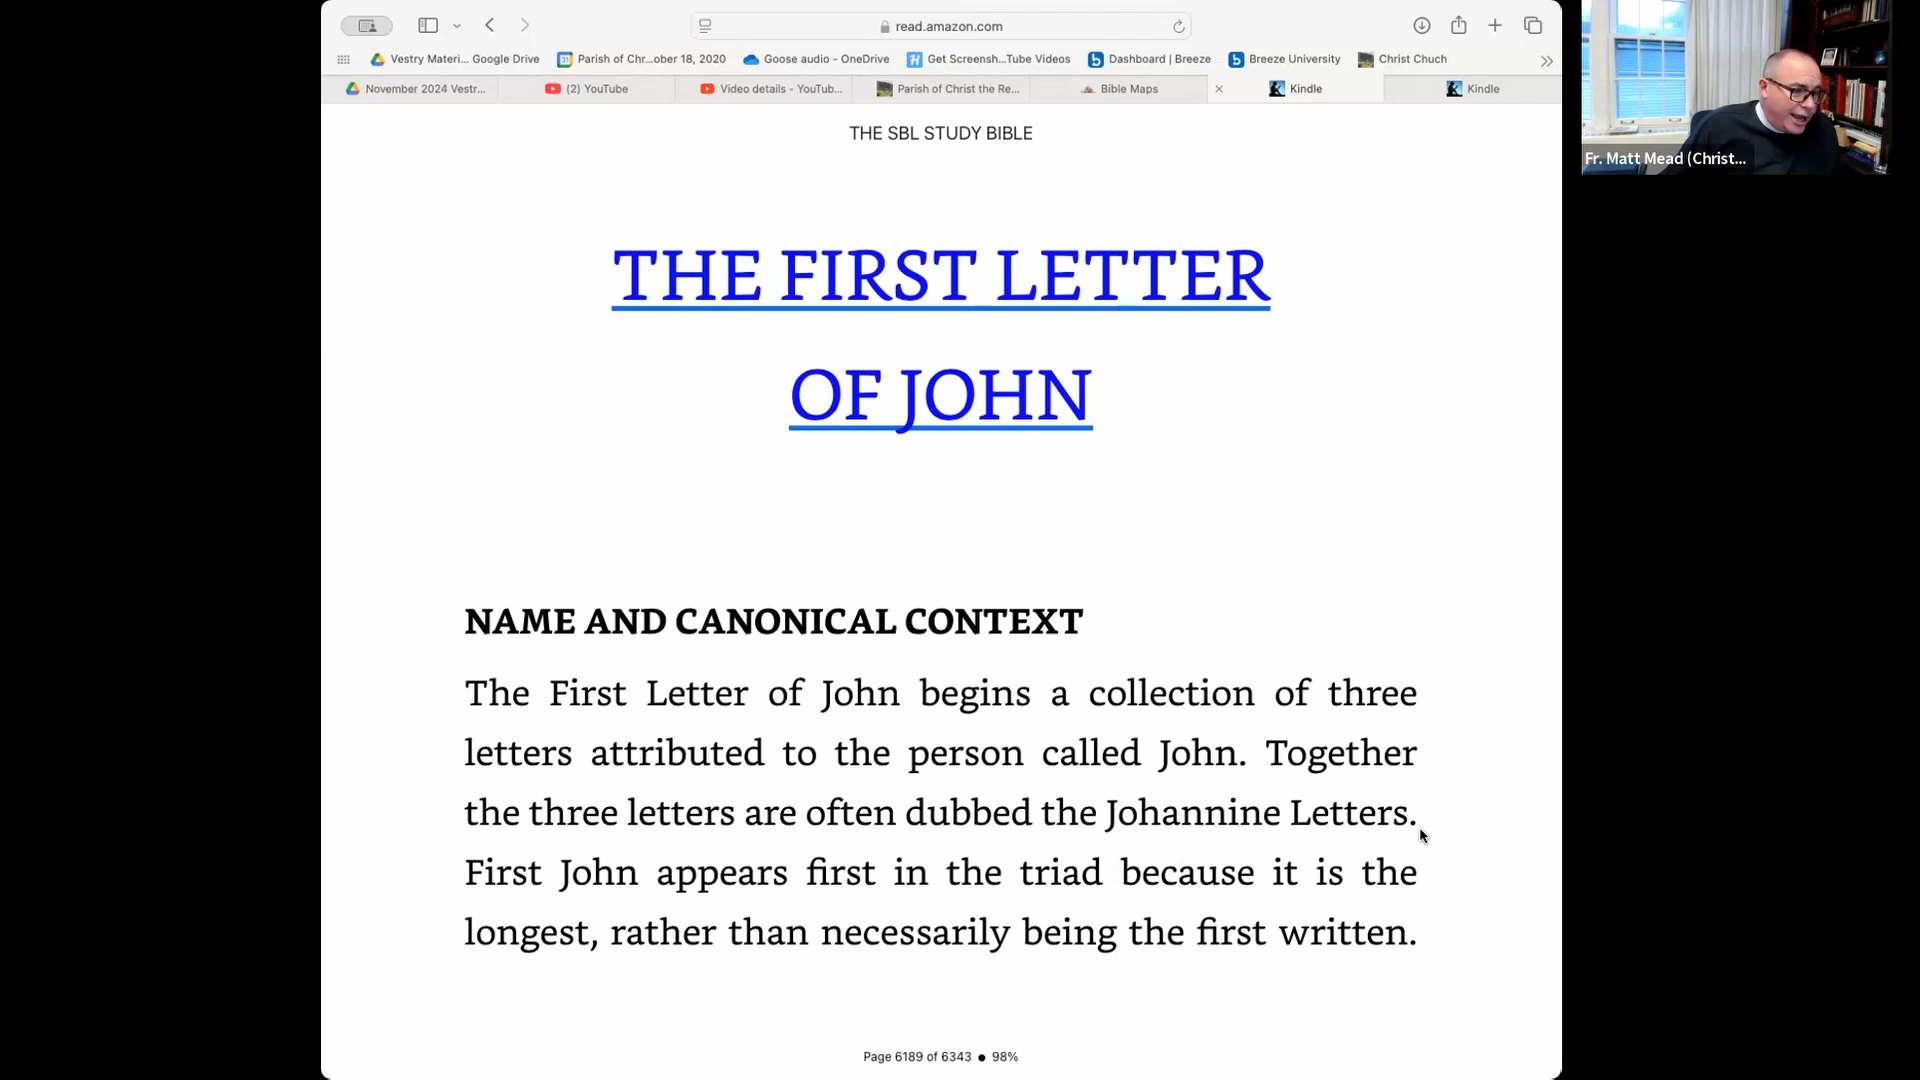 read.amazon.com
Vestry Materi... Google Drive
Parish of Chr...ober 18, 2020
Goose audio - OneDrive
Get Screensh...Tube Videos
Dashboard | Breeze
Breeze University
Christ Chuch
November 2024 Vestr...
(2) YouTube
Video details - YouTub...
Parish of Christ the Re...
Bible Maps
Kindle
Kindle
Fr. Matt Mead (Christ...
THE SBL STUDY BIBLE
THE FIRST LETTER
OF JOHN
NAME AND CANONICAL CONTEXT
The First Letter of John begins a collection of three
letters attributed to the person called John. Together
the three letters are often dubbed the Johannine Letters.
First John appears first in the triad because it is the
longest, rather than necessarily being the first written.
Page 6189 of 6343 ● 98%